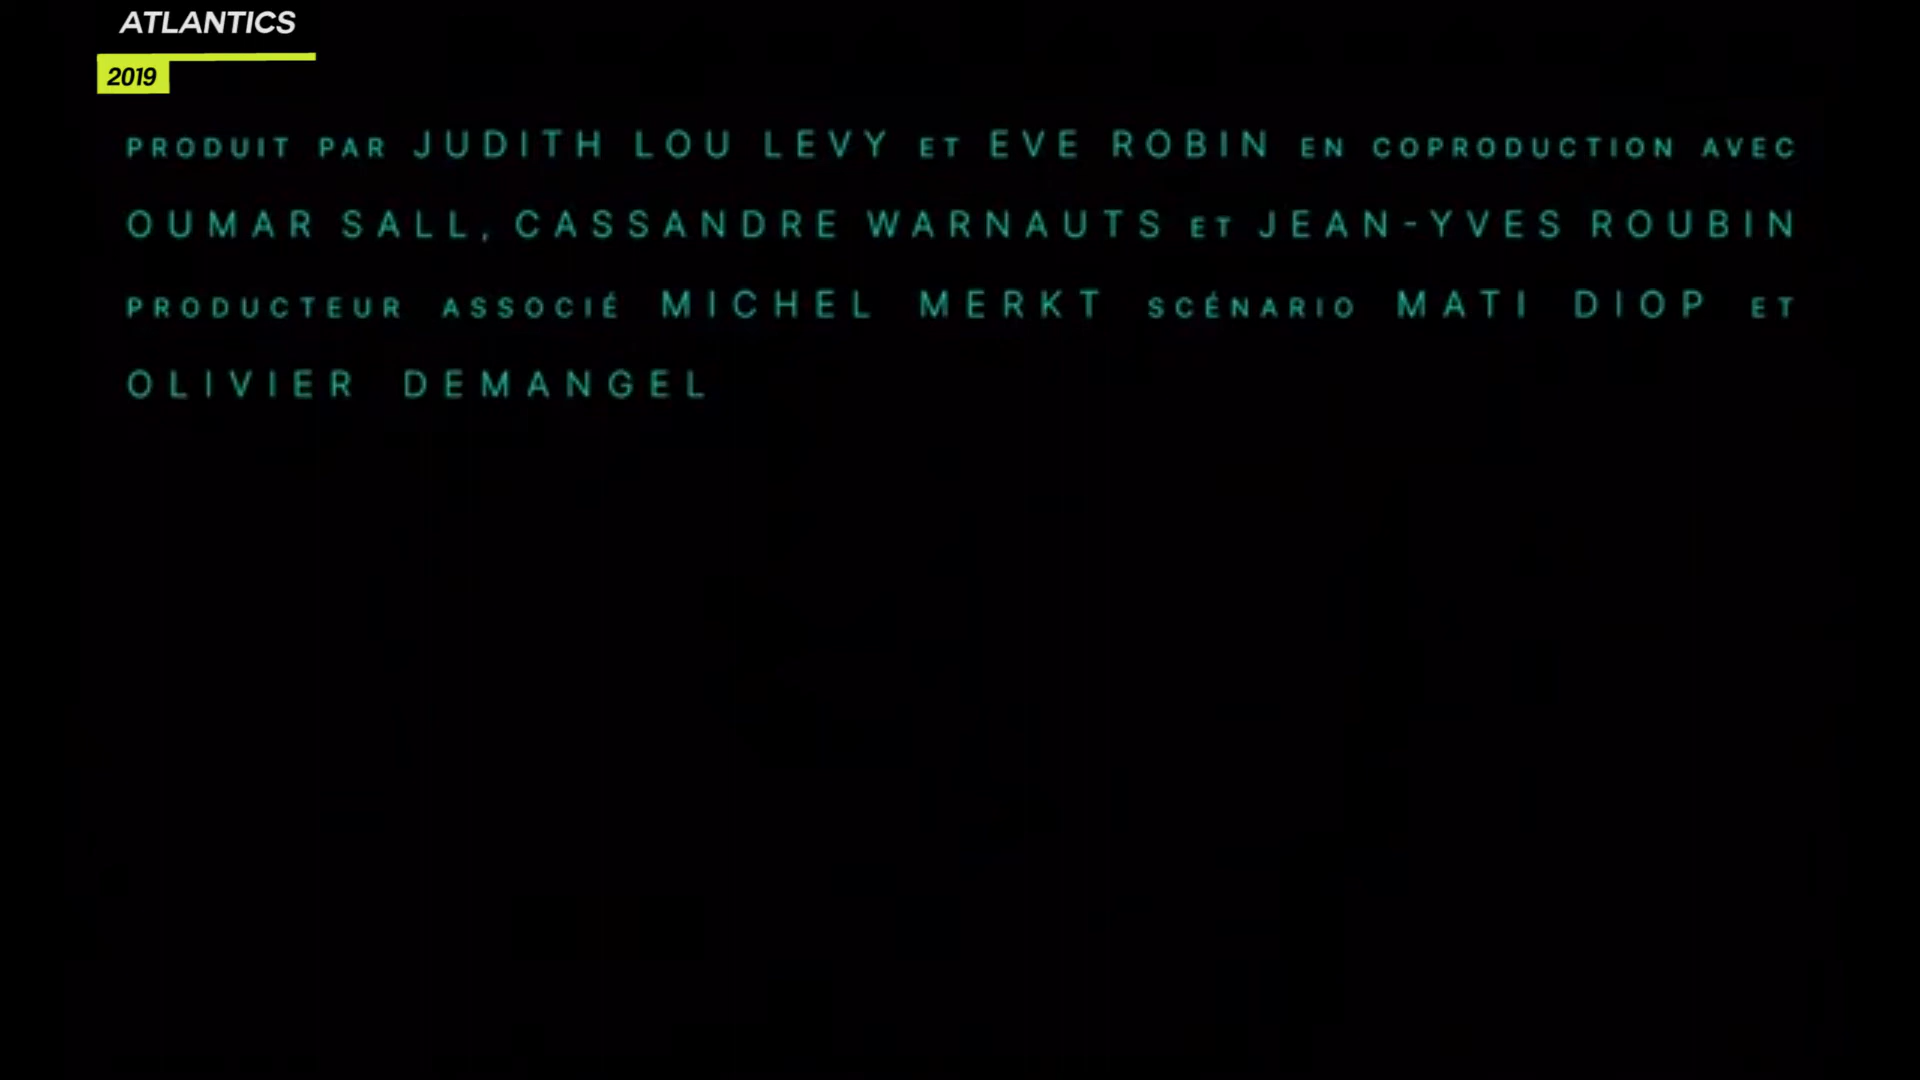 ATLANTICS
2019
PRODUIT PAR JUDITH LOU LEVY ET EVE ROBIN EN COPRODUCTION AVEC
OUMAR SALL, CASSANDRE WARNAUTS ET JEAN-YVES ROUBIN
PRODUCTEUR ASSOCIÉ MICHEL MERKT SCÉNARIO MATI DIOP ET
OLIVIER DEMANGEL